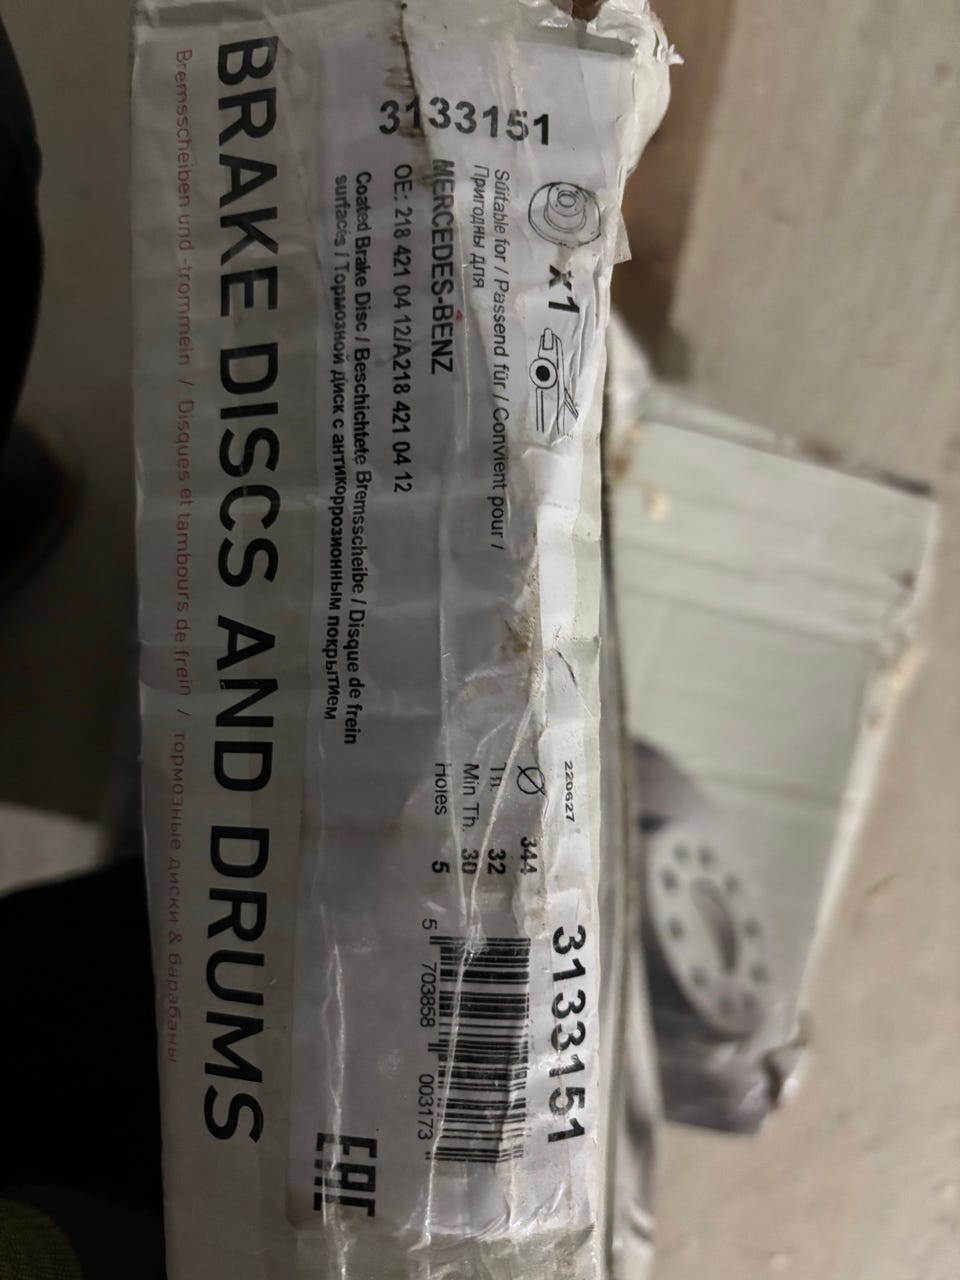 3133151
x1
Suitable for / Passend für / Convient pour /
Пригодны для
MERCEDES-BENZ
OE: 218 421 04 12/A218 421 04 12
Coated Brake Disc / Beschichtete Bremsscheibe / Disque de frein
surfacés / Тормозной диск с антикоррозионным покрытием
220627
Ø 344
Th. 32
Min Th. 30
Holes 5
3133151
5 703858 003173
EAC
BRAKE DISCS AND DRUMS
Bremsscheiben und -trommeln / Disques et tambours de frein / тормозные диски & барабаны